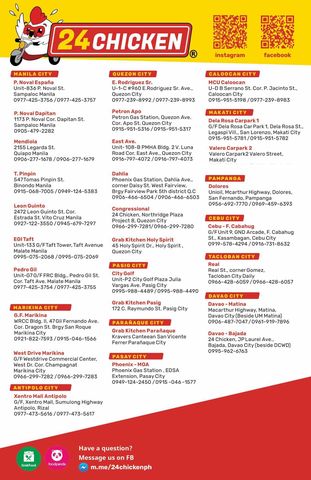 24 CHICKEN
®
instagram
facebook
MANILA CITY
P. Noval España
Unit-836 P. Noval St.
Sampaloc Manila
0977-425-3756 / 0977-425-3757
P. Noval Dapitan
1173 P. Noval Cor. Dapitan St.
Sampaloc Manila
0905-479-2282
Mendiola
2155 Legarda St.
Quiapo Manila
0906-277-1678 / 0906-277-1679
T. Pinpin
547Tomas Pinpin St.
Binondo Manila
0915-068-7005 / 0949-124-5383
Leon Guinto
2472 Leon Guinto St. Cor.
Estrada St. Vito Cruz Manila
0927-122-3550 / 0945-679-7297
EGI Taft
Unit-133 G/F Taft Tower, Taft Avenue
Malate Manila
0995-075-2068 / 0995-075-2069
Pedro Gil
Unit-G70/F FRC Bldg., Pedro Gil St.
Cor. Taft Ave. Malate Manila
0977-425-3754 / 0977-425-3755
MARIKINA CITY
G.F. Marikina
WRCC Bldg. II, 47 Gil Fernando Ave.
Cor. Dragon St. Brgy San Roque
Marikina City
0921-822-7593 / 0915-046-1566
West Drive Marikina
G/F Westdrive Commercial Center,
West Dr. Cor. Champagnat
Marikina City
0966-299-7282 / 0966-299-7283
ANTIPOLO CITY
Xentro Mall Antipolo
G/F, Xentro Mall, Sumulong Highway
Antipolo, Rizal
0977-473-5616 / 0977-473-5617
QUEZON CITY
E. Rodriguez Sr.
U-1-C #960 E.Rodriguez Sr. Ave.,
Quezon City
0977-239-8992 / 0977-239-8993
Petron Apo
Petron Gas Station, Quezon Ave.
Cor. Apo St. Quezon City
0915-951-5316 / 0915-951-5317
East Ave.
Unit- 108-B PMHA Bldg. 2 V. Luna
Road Cor. East Ave., Quezon City
0916-797-4072 / 0916-797-4073
Dahlia
Phoenix Gas Station, Dahlia Ave.,
corner Daisy St. West Fairview,
Brgy Fairview Park 5th district Q.C
0906-466-6504 / 0906-466-6503
Congressional
24 Chicken, Northridge Plaza
Project 8, Quezon City
0966-299-7281 / 0966-299-7280
Grab Kitchen Holy Spirit
45 Holy Spirit Dr., Holy Spirit ,
Quezon City
PASIG CITY
City Golf
Unit-P2 City Golf Plaza Julia
Vargas Ave. Pasig City
0995-988-4489 / 0995-988-4490
Grab Kitchen Pasig
172 C. Raymundo St. Pasig City
PARAÑAQUE CITY
Grab Kitchen Parañaque
Kravers Canteeran San Vicente
Ferrer Parañaque City
PASAY CITY
Phoenix - MOA
Phoenix Gas Station , EDSA
Extension, Pasay City
0949-124-2450 / 0915 -046 -1577
CALOOCAN CITY
MCU Caloocan
U-D B Serrano St. Cor. P. Jacinto St.,
Caloocan City
0915-951-5198 / 0977-239-8983
MAKATI CITY
Dela Rosa Carpark 1
G/F Dela Rosa Car Park 1, Dela Rosa St.,
Legaspi Vill., San Lorenzo, Makati City
0915-951-5781 / 0915-951-5782
Valero Carpark 2
Valero Carpark2 Valero Street,
Makati City
PAMPANGA
Dolores
Unioil, Mcarthur Highway, Dolores,
San Fernando, Pampanga
0956-692-7770 / 0969-459-6393
CEBU CITY
Cebu - F. Cabahug
G/F Unit 9, OND Arcade, F. Cabahug
St., Kasambagan, Cebu City
0919-578-4294 / 0916-731-8632
TACLOBAN CITY
Real
Real St., corner Gomez,
Tacloban City Daily
0966-428-6059 / 0966-428-6057
DAVAO CITY
Davao - Matina
Macarthur Highway, Matina,
Davao City (Beside UM Matina)
0906-487-7047 / 0961-919-7896
Davao - Bajada
24 Chicken, JP Laurel Ave.,
Bajada, Davao City (beside DCWD)
0995-962-5763
GrabFood
foodpanda
Have a question?
Message us on FB
m.me/24chickenph